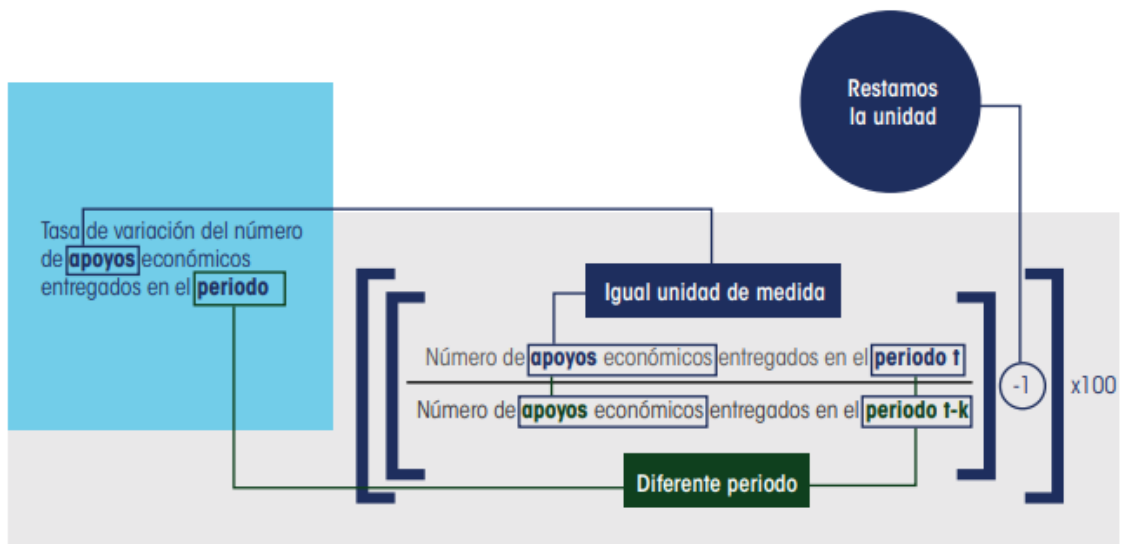 Restamos
la unidad
Tasa de variación del número
de apoyos económicos
entregados en el periodo
Igual unidad de medida
Número de apoyos económicos entregados en el periodo t
Número de apoyos económicos entregados en el periodo t-k
-1
x100
Diferente periodo